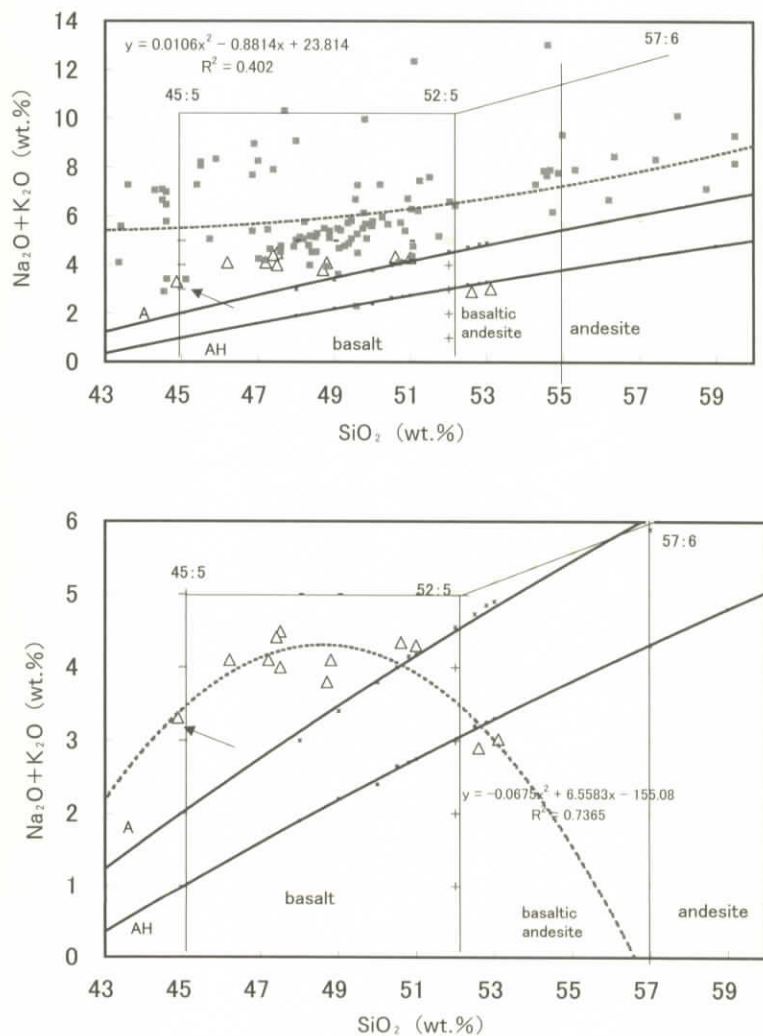 14
12
10
8
6
4
2
0
y = 0.0106x² − 0.8814x + 23.814
R² = 0.402
57:6
45:5
52:5
A
AH
basalt
basaltic
andesite
andesite
43 45 47 49 51 53 55 57 59
SiO₂ (wt.%)
Na₂O+K₂O (wt.%)
6
5
4
3
2
1
0
45:5
52:5
57:6
y = −0.0675x² + 6.5583x − 155.08
R² = 0.7365
A
AH
basalt
basaltic
andesite
andesite
43 45 47 49 51 53 55 57 59
SiO₂ (wt.%)
Na₂O+K₂O (wt.%)